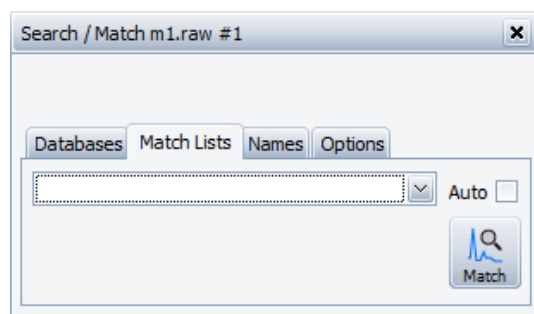 Search / Match m1.raw #1
Databases Match Lists Names Options
Auto
Match